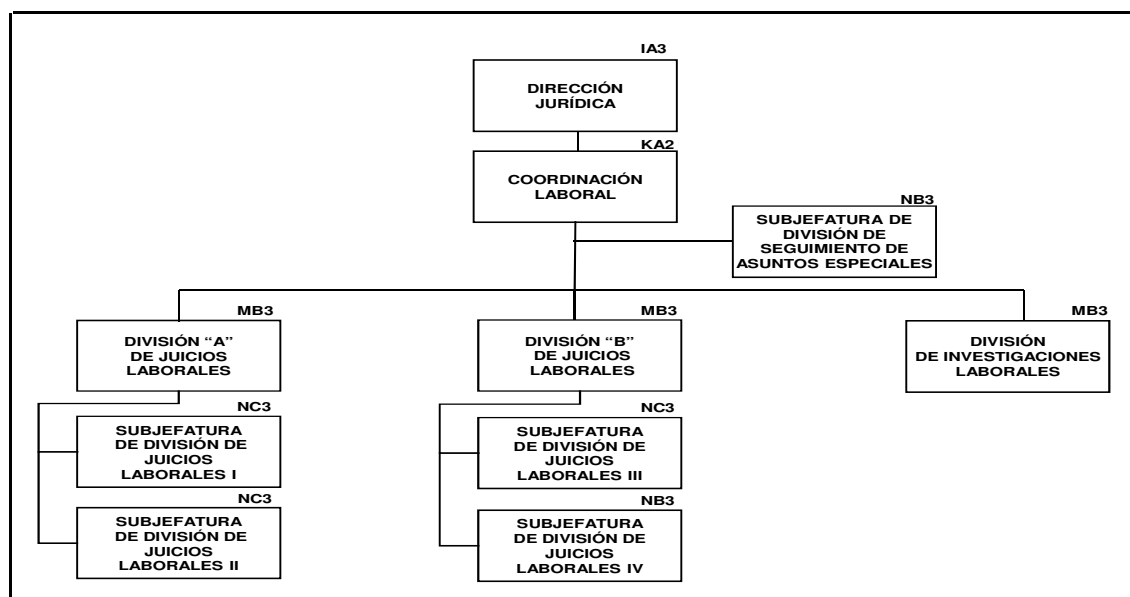 IA3
DIRECCIÓN
JURÍDICA
KA2
COORDINACIÓN
LABORAL
NB3
SUBJEFATURA DE
DIVISIÓN DE
SEGUIMIENTO DE
ASUNTOS ESPECIALES
MB3
DIVISIÓN “A”
DE JUICIOS
LABORALES
NC3
SUBJEFATURA
DE DIVISIÓN DE
JUICIOS
LABORALES I
NC3
SUBJEFATURA
DE DIVISIÓN DE
JUICIOS
LABORALES II
MB3
DIVISIÓN “B”
DE JUICIOS
LABORALES
NC3
SUBJEFATURA
DE DIVISIÓN DE
JUICIOS
LABORALES III
NB3
SUBJEFATURA
DE DIVISIÓN DE
JUICIOS
LABORALES IV
MB3
DIVISIÓN
DE INVESTIGACIONES
LABORALES